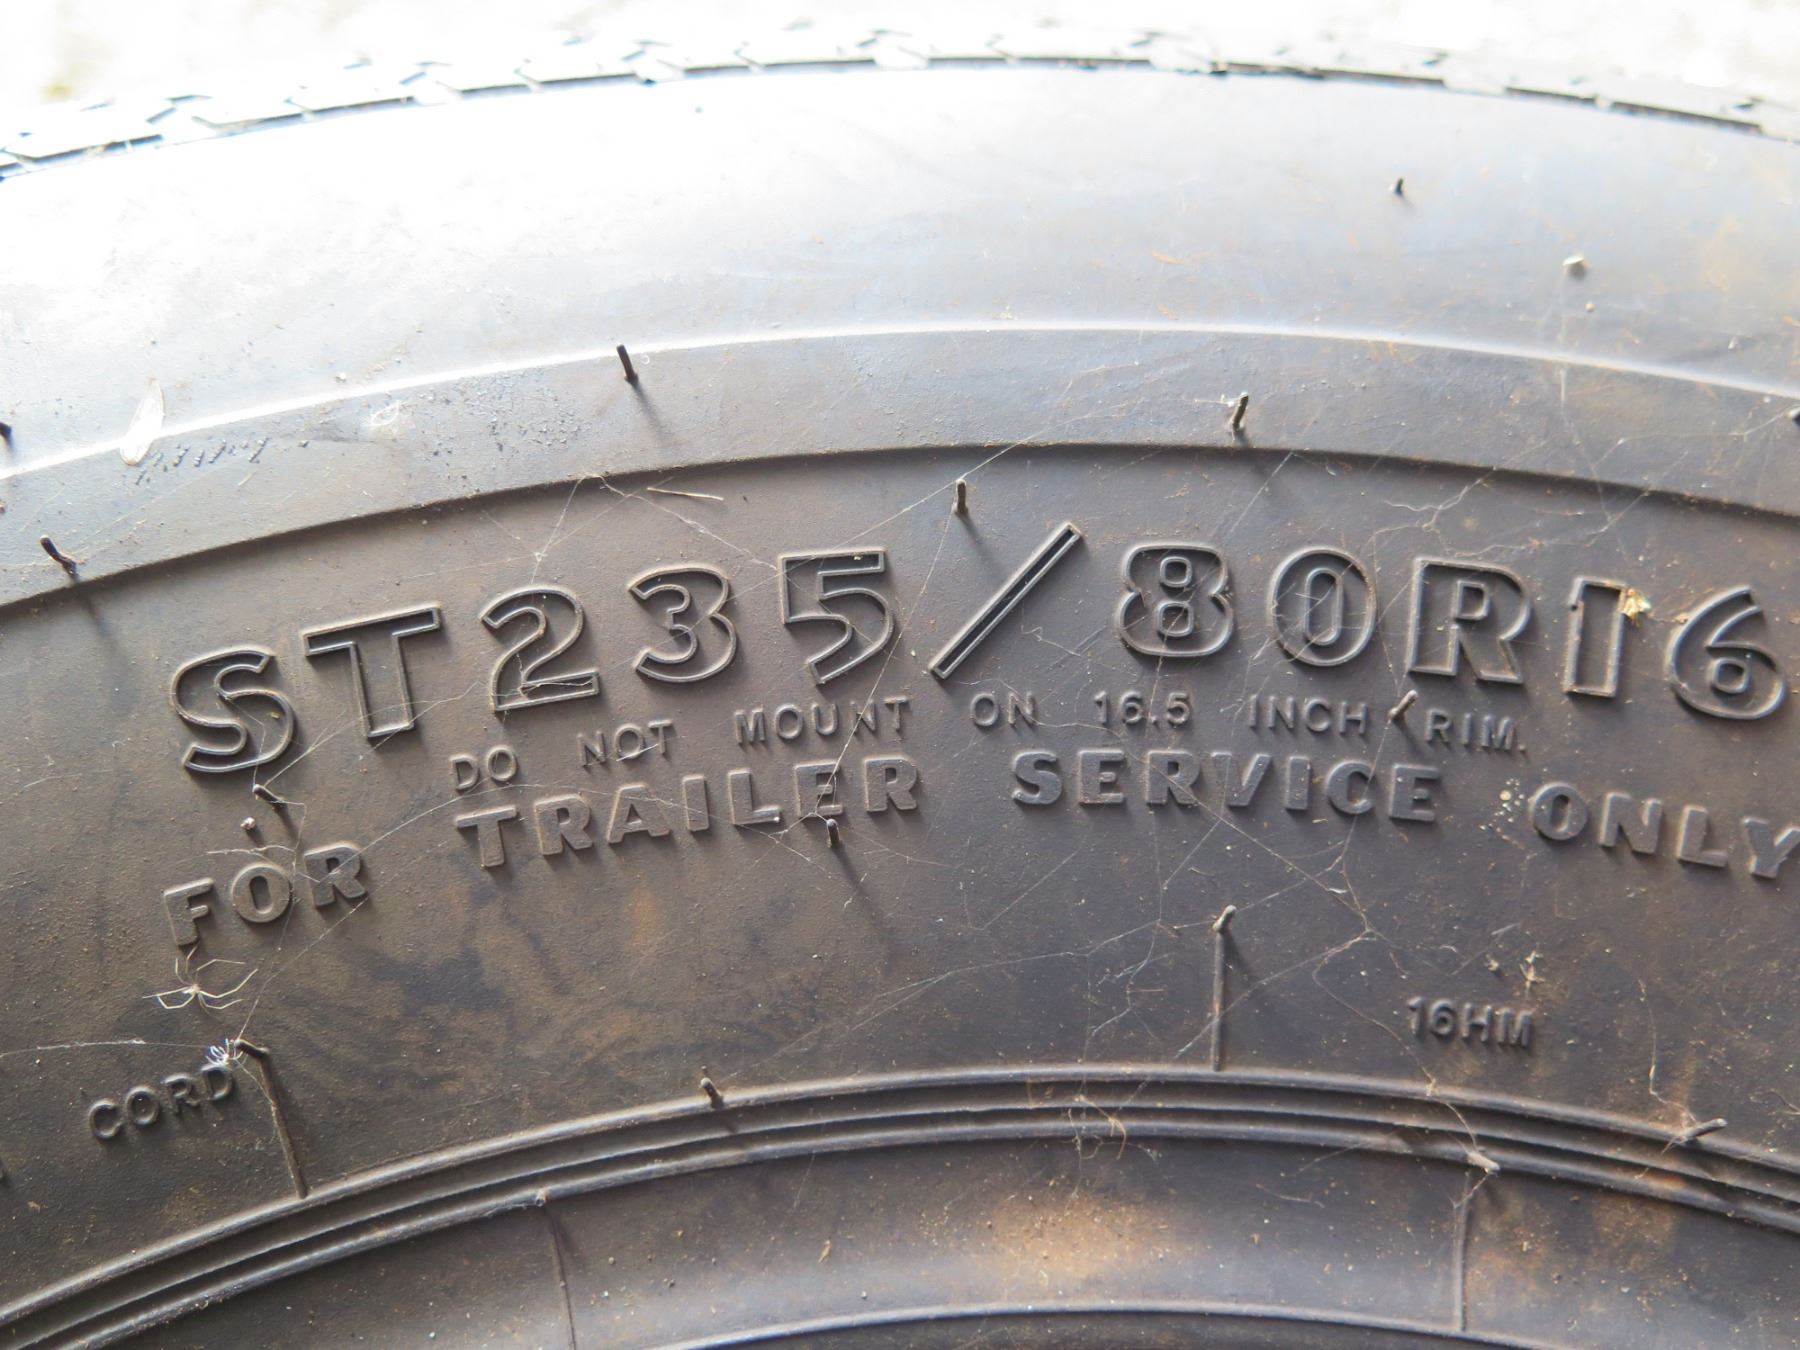 ST235/80R16
DO NOT MOUNT ON 16.5 INCH RIM.
FOR TRAILER SERVICE ONLY
16HM
CORD